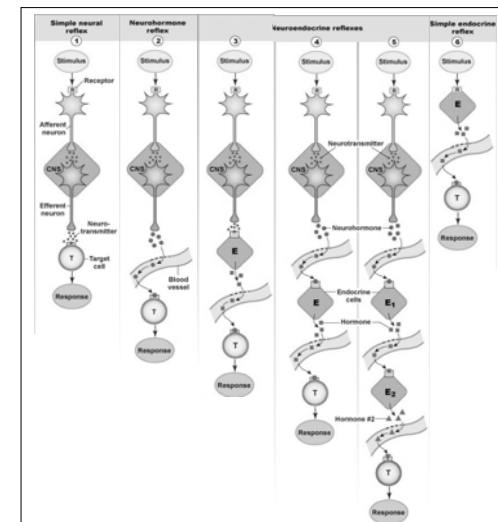 Simple neural
reflex
Neurohormone
reflex
Neuroendocrine reflexes
Simple endocrine
reflex
1
2
3
4
5
6
Stimulus
Stimulus
Stimulus
Stimulus
Stimulus
Stimulus
R
R
R
R
R
R
Receptor
E
Afferent
neuron
Neurotransmitter
CNS
CNS
CNS
CNS
CNS
T
Efferent
neuron
Neuro-
transmitter
Neurohormone
Response
T
Target
cell
E
Blood
vessel
Response
T
E
Endocrine
cells
E1
Hormone
Response
T
Response
T
E2
Hormone #2
Response
T
Response